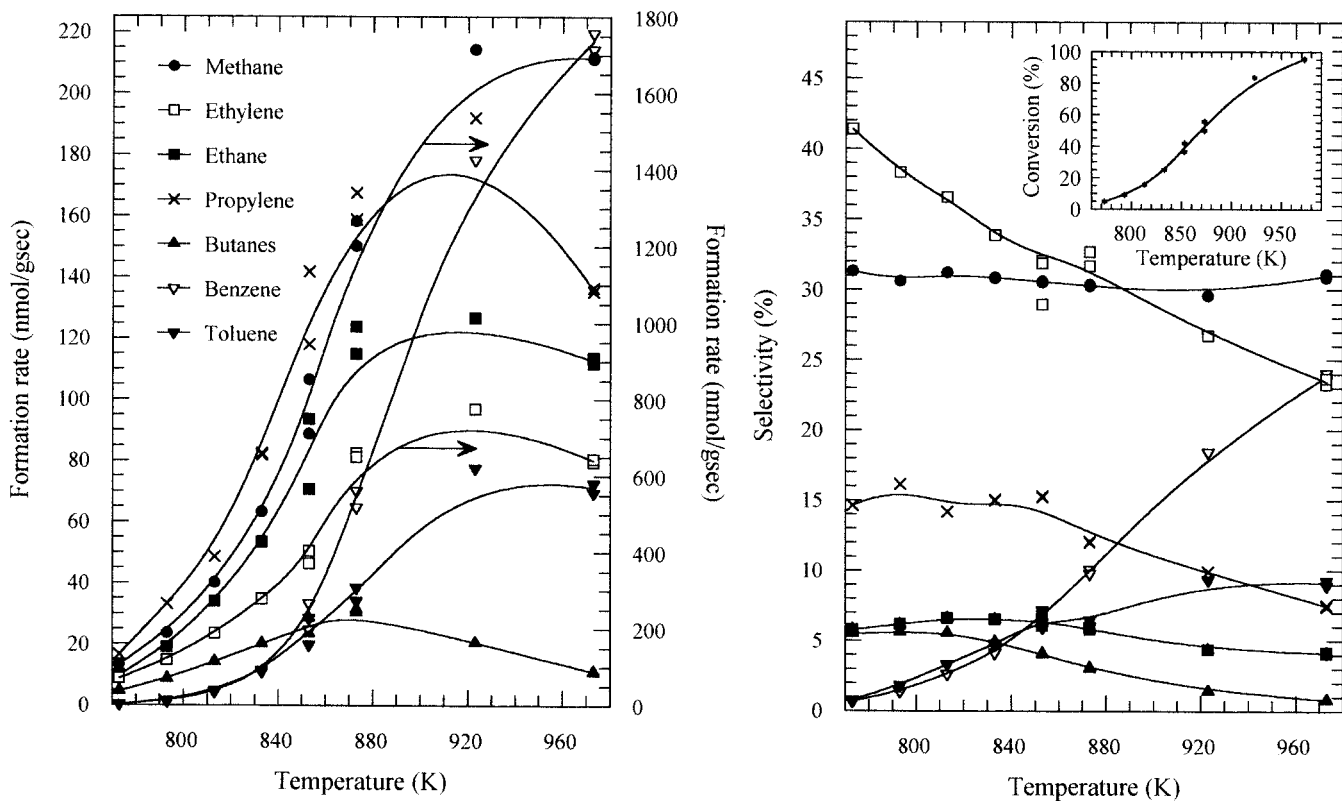 220
200
180
160
140
120
100
80
60
40
20
0
Formation rate (nmol/gsec)
Methane
Ethylene
Ethane
Propylene
Butanes
Benzene
Toluene
1800
1600
1400
1200
1000
800
600
400
200
0
Formation rate (nmol/gsec)
800 840 880 920 960
Temperature (K)
45
40
35
30
25
20
15
10
5
0
Selectivity (%)
100
80
60
40
20
0
Conversion (%)
800 850 900 950
Temperature (K)
800 840 880 920 960
Temperature (K)